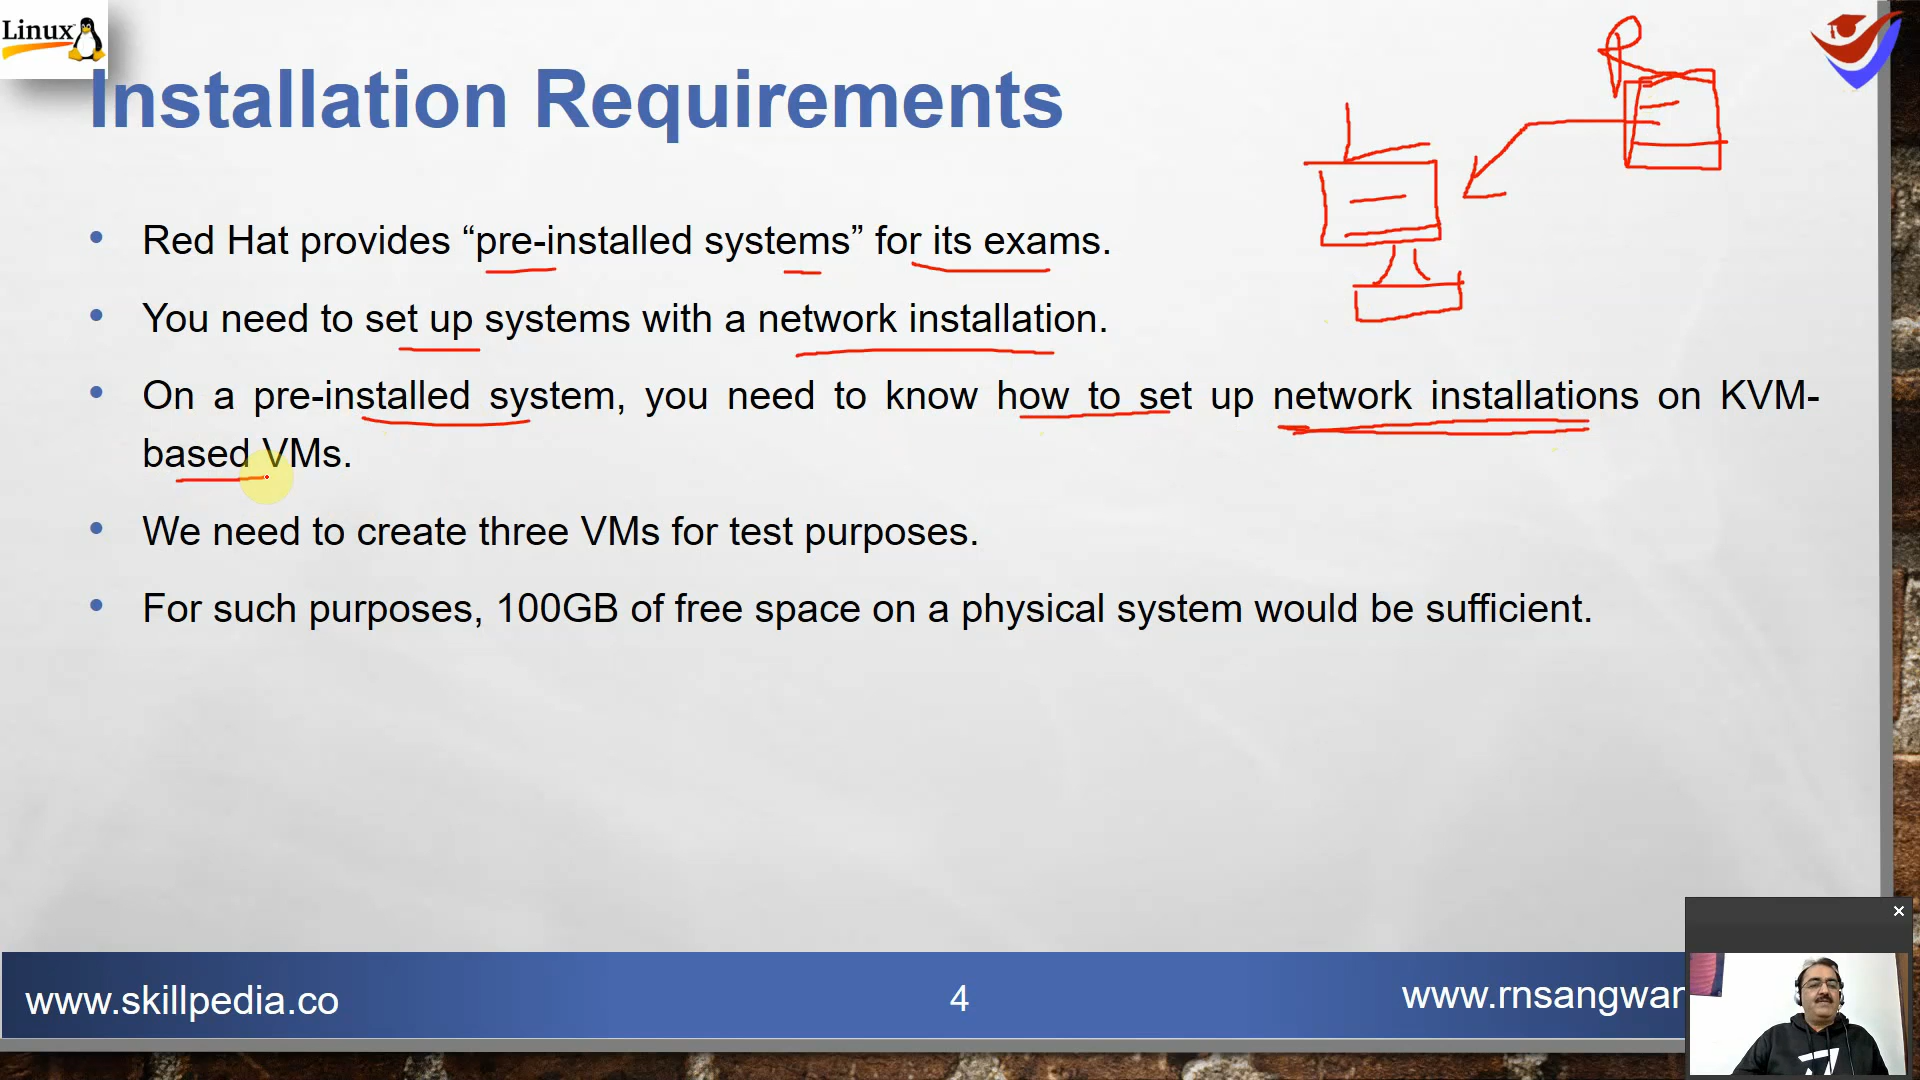 Linux
Installation Requirements
• Red Hat provides “pre-installed systems” for its exams.
• You need to set up systems with a network installation.
• On a pre-installed system, you need to know how to set up network installations on KVM-
based VMs.
• We need to create three VMs for test purposes.
• For such purposes, 100GB of free space on a physical system would be sufficient.
R
www.skillpedia.co
4
www.rnsangwan